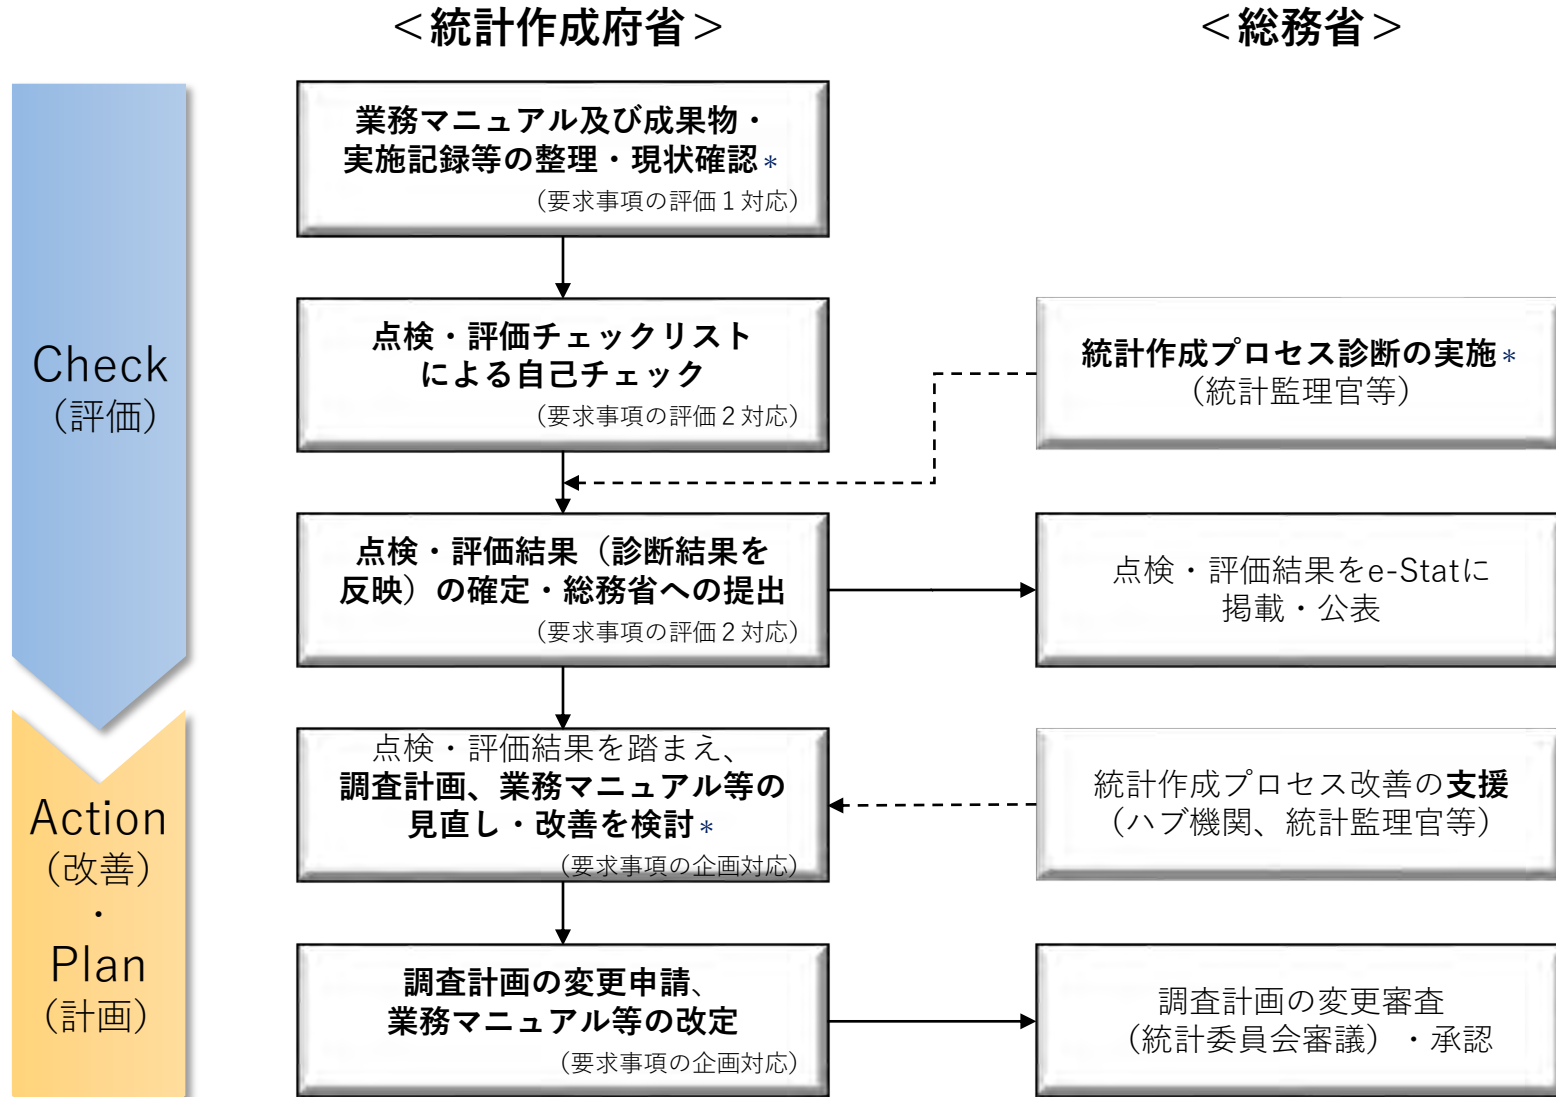 ＜統計作成府省＞
＜総務省＞
Check
（評価）
業務マニュアル及び成果物・
実施記録等の整理・現状確認＊
（要求事項の評価１対応）
点検・評価チェックリスト
による自己チェック
（要求事項の評価２対応）
統計作成プロセス診断の実施＊
（統計監理官等）
点検・評価結果（診断結果を
反映）の確定・総務省への提出
（要求事項の評価２対応）
点検・評価結果をe-Statに
掲載・公表
Action
（改善）
・
Plan
（計画）
点検・評価結果を踏まえ、
調査計画、業務マニュアル等の
見直し・改善を検討＊
（要求事項の企画対応）
統計作成プロセス改善の支援
（ハブ機関、統計監理官等）
調査計画の変更申請、
業務マニュアル等の改定
（要求事項の企画対応）
調査計画の変更審査
（統計委員会審議）・承認